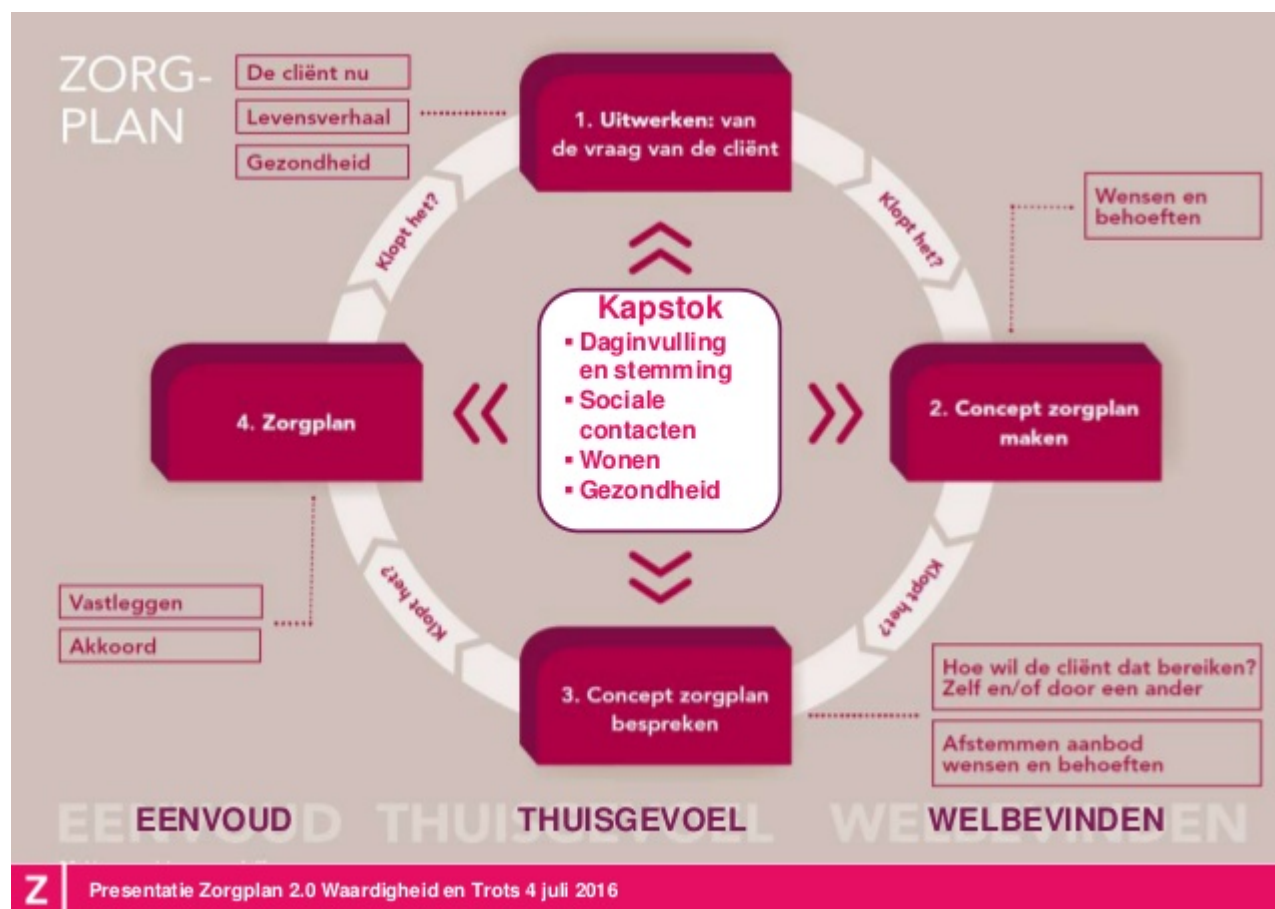 ZORG-
PLAN
De cliënt nu
Levensverhaal
Gezondheid
1. Uitwerken: van
de vraag van de cliënt
Klopt het?
Klopt het?
Wensen en
behoeften
Kapstok
▪ Daginvulling
en stemming
▪ Sociale
contacten
▪ Wonen
▪ Gezondheid
4. Zorgplan
2. Concept zorgplan
maken
Vastleggen
Akkoord
Klopt het?
Klopt het?
3. Concept zorgplan
bespreken
Hoe wil de cliënt dat bereiken?
Zelf en/of door een ander
Afstemmen aanbod
wensen en behoeften
EENVOUD THUISGEVOEL WELBEVINDEN
EENVOUD THUISGEVOEL WELBEVINDEN
Z Presentatie Zorgplan 2.0 Waardigheid en Trots 4 juli 2016